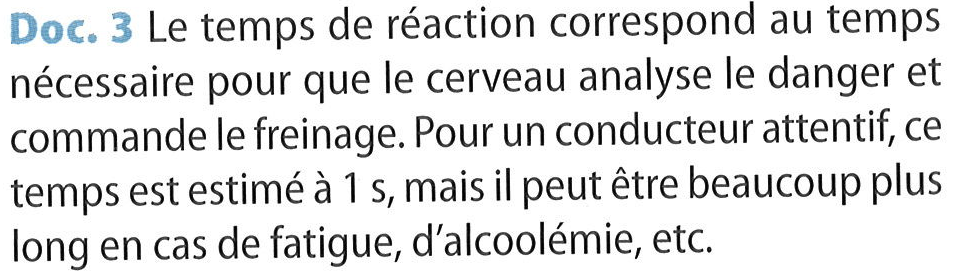 Doc. 3 Le temps de réaction correspond au temps
nécessaire pour que le cerveau analyse le danger et
commande le freinage. Pour un conducteur attentif, ce
temps est estimé à 1 s, mais il peut être beaucoup plus
long en cas de fatigue, d'alcoolémie, etc.